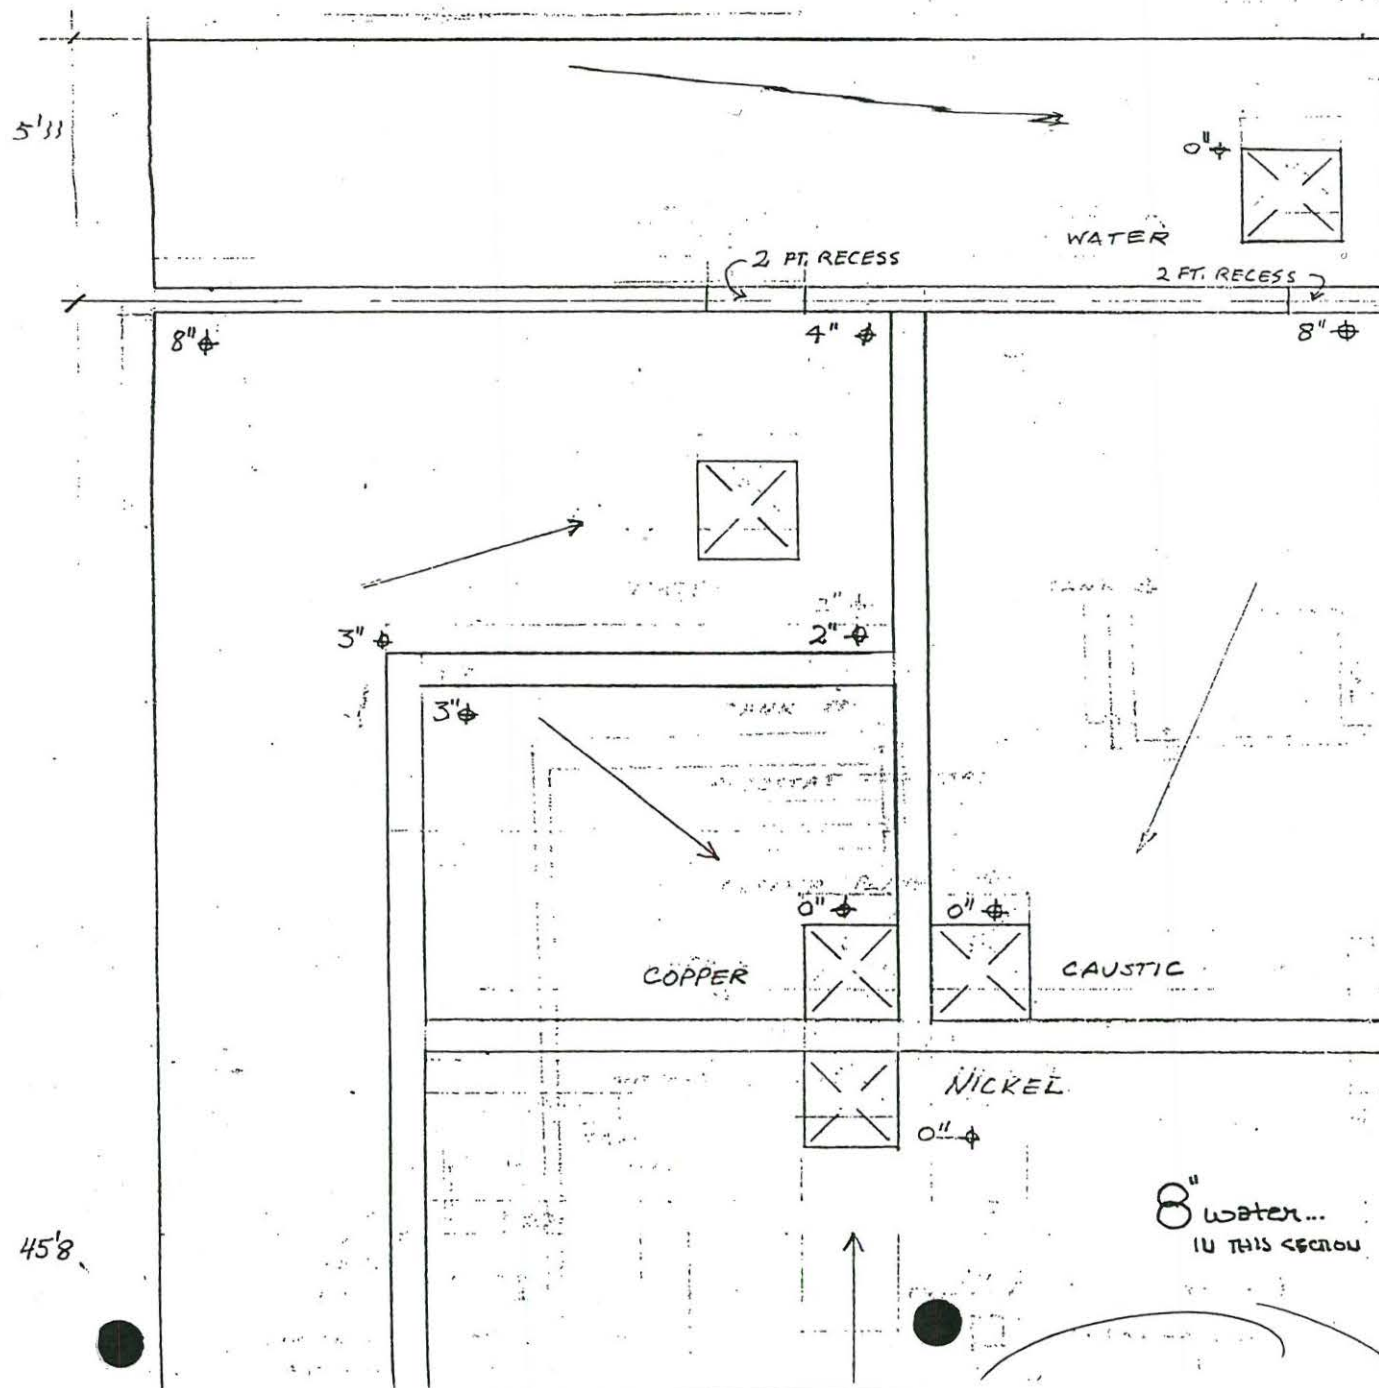 5'11
0"
WATER
2 FT. RECESS
2 FT. RECESS
8"
4"
8"
3"
2"
3"
TANK
0"
0"
COPPER
CAUSTIC
NICKEL
0"
8" water...
IN THIS SECTION
45'8